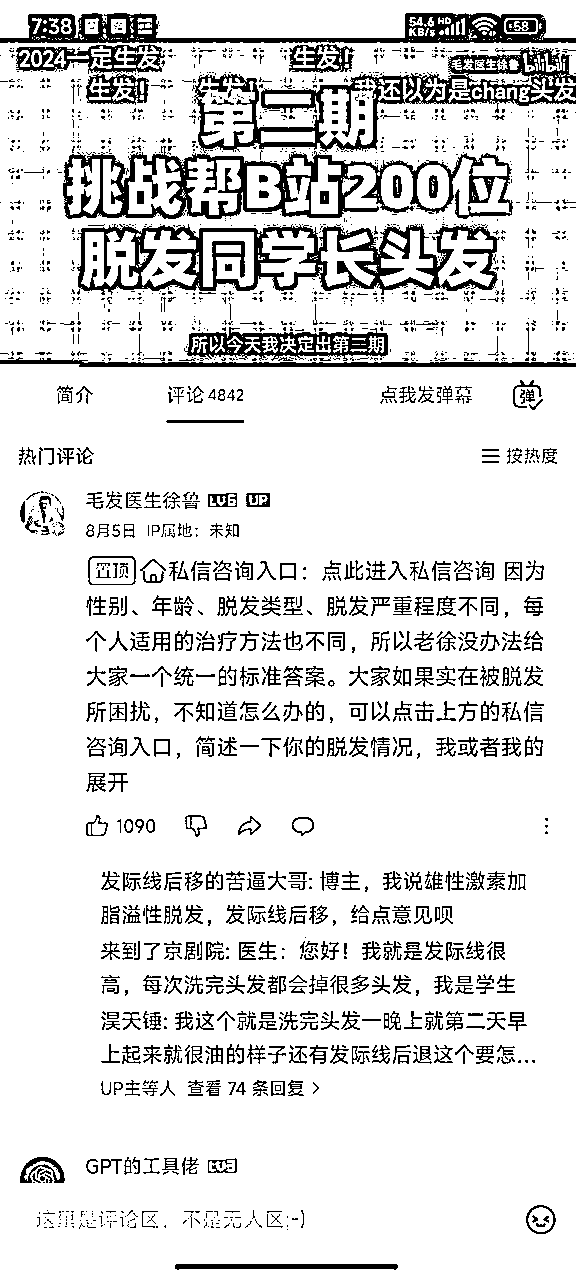 7:38 54.6 KB/s HD 58
2024一定生发 生发！ 毛发医生徐鲁 bilibili
生发！ 生发！ 我还以为是chang头发
第二期
挑战帮B站200位
脱发同学长头发
所以今天我决定出第二期
简介 评论 4842 点我发弹幕 弹
热门评论 按热度
毛发医生徐鲁 LV6 UP
8月5日 IP属地：未知
置顶 私信咨询入口：点此进入私信咨询 因为
性别、年龄、脱发类型、脱发严重程度不同，每
个人适用的治疗方法也不同，所以老徐没办法给
大家一个统一的标准答案。大家如果实在被脱发
所困扰，不知道怎么办的，可以点击上方的私信
咨询入口，简述一下你的脱发情况，我或者我的
展开
1090
发际线后移的苦逼大哥: 博主，我说雄性激素加
脂溢性脱发，发际线后移，给点意见呗
来到了京剧院: 医生：您好！我就是发际线很
高，每次洗完头发都会掉很多头发，我是学生
淏天锤: 我这个就是洗完头发一晚上就第二天早
上起来就很油的样子还有发际线后退这个要怎...
UP主等人 查看 74 条回复 >
GPT的工具佬 LV5
这里是评论区，不是无人区;-)